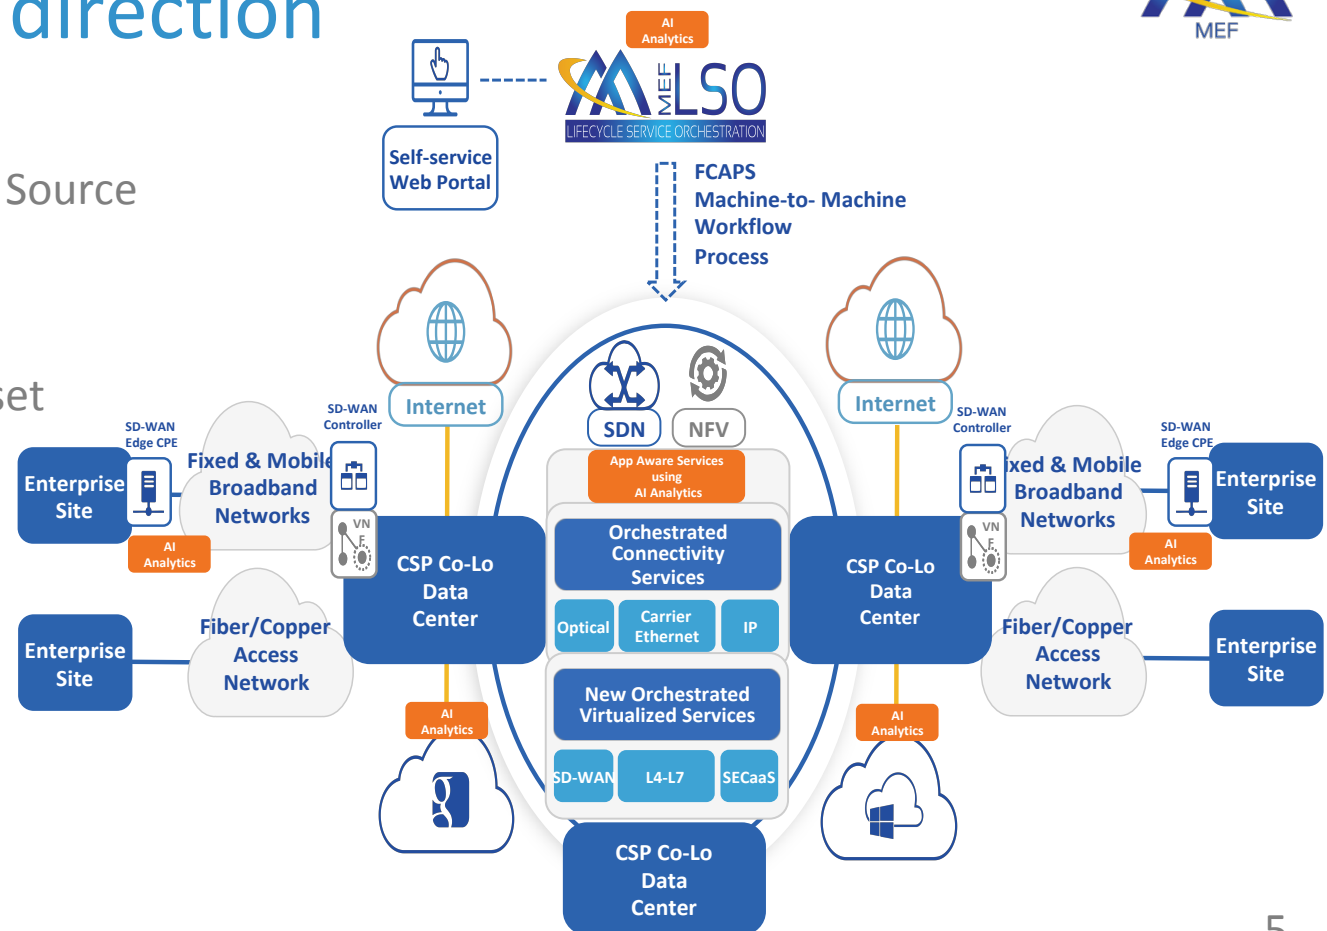 direction
MEF
AI
Analytics
MEF
LSO
LIFECYCLE SERVICE ORCHESTRATION
Self-service
Web Portal
Source
FCAPS
Machine-to- Machine
Workflow
Process
set
Internet
Internet
SDN
NFV
SD-WAN
Edge CPE
SD-WAN
Controller
SD-WAN
Controller
SD-WAN
Edge CPE
Enterprise
Site
Fixed & Mobile
Broadband
Networks
VN
F
AI
Analytics
App Aware Services
using
AI Analytics
ixed & Mobile
Broadband
Networks
VN
F
AI
Analytics
Enterprise
Site
CSP Co-Lo
Data
Center
Orchestrated
Connectivity
Services
Optical
Carrier
Ethernet
IP
CSP Co-Lo
Data
Center
Enterprise
Site
Fiber/Copper
Access
Network
Fiber/Copper
Access
Network
Enterprise
Site
New Orchestrated
Virtualized Services
SD-WAN
L4-L7
SECaaS
AI
Analytics
AI
Analytics
g
CSP Co-Lo
Data
Center
5